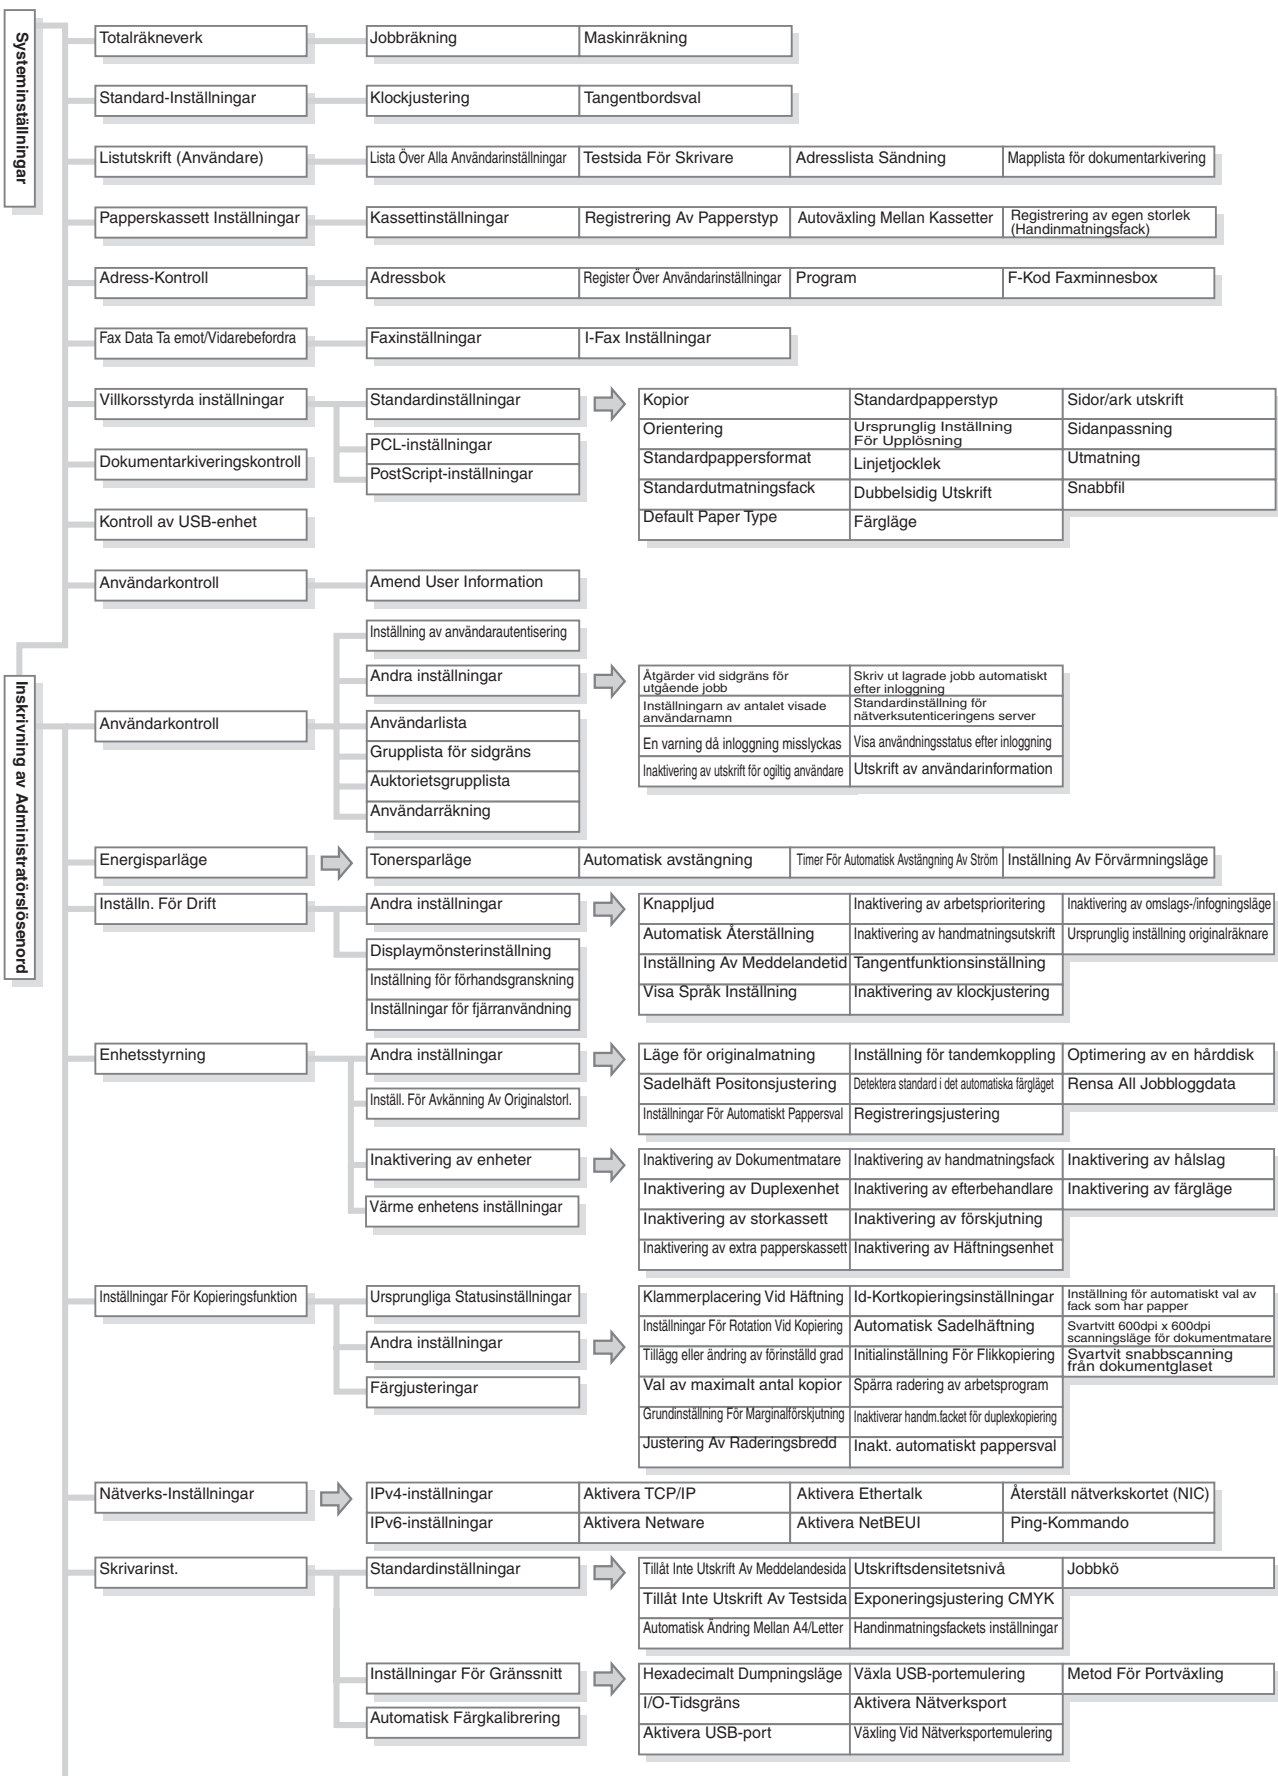 Systeminställningar
Totalräkneverk
Jobbräkning
Maskinräkning
Standard-Inställningar
Klockjustering
Tangentbordsval
Listutskrift (Användare)
Lista Över Alla Användarinställningar
Testsida För Skrivare
Adresslista Sändning
Mapplista för dokumentarkivering
Papperskassett Inställningar
Kassettinställningar
Registrering Av Papperstyp
Autoväxling Mellan Kassetter
Registrering av egen storlek
(Handinmatningsfack)
Adress-Kontroll
Adressbok
Register Över Användarinställningar
Program
F-Kod Faxminnesbox
Fax Data Ta emot/Vidarebefordra
Faxinställningar
I-Fax Inställningar
Villkorsstyrda inställningar
Standardinställningar
PCL-inställningar
PostScript-inställningar
Kopior
Standardpapperstyp
Sidor/ark utskrift
Orientering
Ursprunglig Inställning
För Upplösning
Sidanpassning
Standardpappersformat
Linjetjocklek
Utmatning
Standardutmatningsfack
Dubbelsidig Utskrift
Snabbfil
Default Paper Type
Färgläge
Dokumentarkiveringskontroll
Kontroll av USB-enhet
Användarkontroll
Amend User Information
Inskrivning av Administratörslösenord
Användarkontroll
Inställning av användarautentisering
Andra inställningar
Användarlista
Grupplista för sidgräns
Auktorietsgrupplista
Användarräkning
Åtgärder vid sidgräns för
utgående jobb
Skriv ut lagrade jobb automatiskt
efter inloggning
Inställningarn av antalet visade
användarnamn
Standardinställning för
nätverksutenticeringens server
En varning då inloggning misslyckas
Visa användningsstatus efter inloggning
Inaktivering av utskrift för ogiltig användare
Utskrift av användarinformation
Energisparläge
Tonersparläge
Automatisk avstängning
Timer För Automatisk Avstängning Av Ström
Inställning Av Förvärmningsläge
Inställn. För Drift
Andra inställningar
Displaymönsterinställning
Inställning för förhandsgranskning
Inställningar för fjärranvändning
Knappljud
Inaktivering av arbetsprioritering
Inaktivering av omslags-/infogningsläge
Automatisk Återställning
Inaktivering av handmatningsutskrift
Ursprunglig inställning originalräknare
Inställning Av Meddelandetid
Tangentfunktionsinställning
Visa Språk Inställning
Inaktivering av klockjustering
Enhetsstyrning
Andra inställningar
Inställ. För Avkänning Av Originalstorl.
Inaktivering av enheter
Värme enhetens inställningar
Läge för originalmatning
Inställning för tandemkoppling
Optimering av en hårddisk
Sadelhäft Positonsjustering
Detektera standard i det automatiska färgläget
Rensa All Jobbloggdata
Inställningar För Automatiskt Pappersval
Registreringsjustering
Inaktivering av Dokumentmatare
Inaktivering av handmatningsfack
Inaktivering av hålslag
Inaktivering av Duplexenhet
Inaktivering av efterbehandlare
Inaktivering av färgläge
Inaktivering av storkassett
Inaktivering av förskjutning
Inaktivering av extra papperskassett
Inaktivering av Häftningsenhet
Inställningar För Kopieringsfunktion
Ursprungliga Statusinställningar
Andra inställningar
Färgjusteringar
Klammerplacering Vid Häftning
Id-Kortkopieringsinställningar
Inställning för automatiskt val av
fack som har papper
Inställningar För Rotation Vid Kopiering
Automatisk Sadelhäftning
Svartvitt 600dpi x 600dpi
scanningsläge för dokumentmatare
Tillägg eller ändring av förinställd grad
Initialinställning För Flikkopiering
Svartvit snabbscanning
från dokumentglaset
Val av maximalt antal kopior
Spärra radering av arbetsprogram
Grundinställning För Marginalförskjutning
Inaktiverar handm.facket för duplexkopiering
Justering Av Raderingsbredd
Inakt. automatiskt pappersval
Nätverks-Inställningar
IPv4-inställningar
Aktivera TCP/IP
Aktivera Ethertalk
Återställ nätverkskortet (NIC)
IPv6-inställningar
Aktivera Netware
Aktivera NetBEUI
Ping-Kommando
Skrivarinst.
Standardinställningar
Inställningar För Gränssnitt
Automatisk Färgkalibrering
Tillåt Inte Utskrift Av Meddelandesida
Utskriftsdensitetsnivå
Jobbkö
Tillåt Inte Utskrift Av Testsida
Exponeringsjustering CMYK
Automatisk Ändring Mellan A4/Letter
Handinmatningsfackets inställningar
Hexadecimalt Dumpningsläge
Växla USB-portemulering
Metod För Portväxling
I/O-Tidsgräns
Aktivera Nätverksport
Aktivera USB-port
Växling Vid Nätverksportemulering